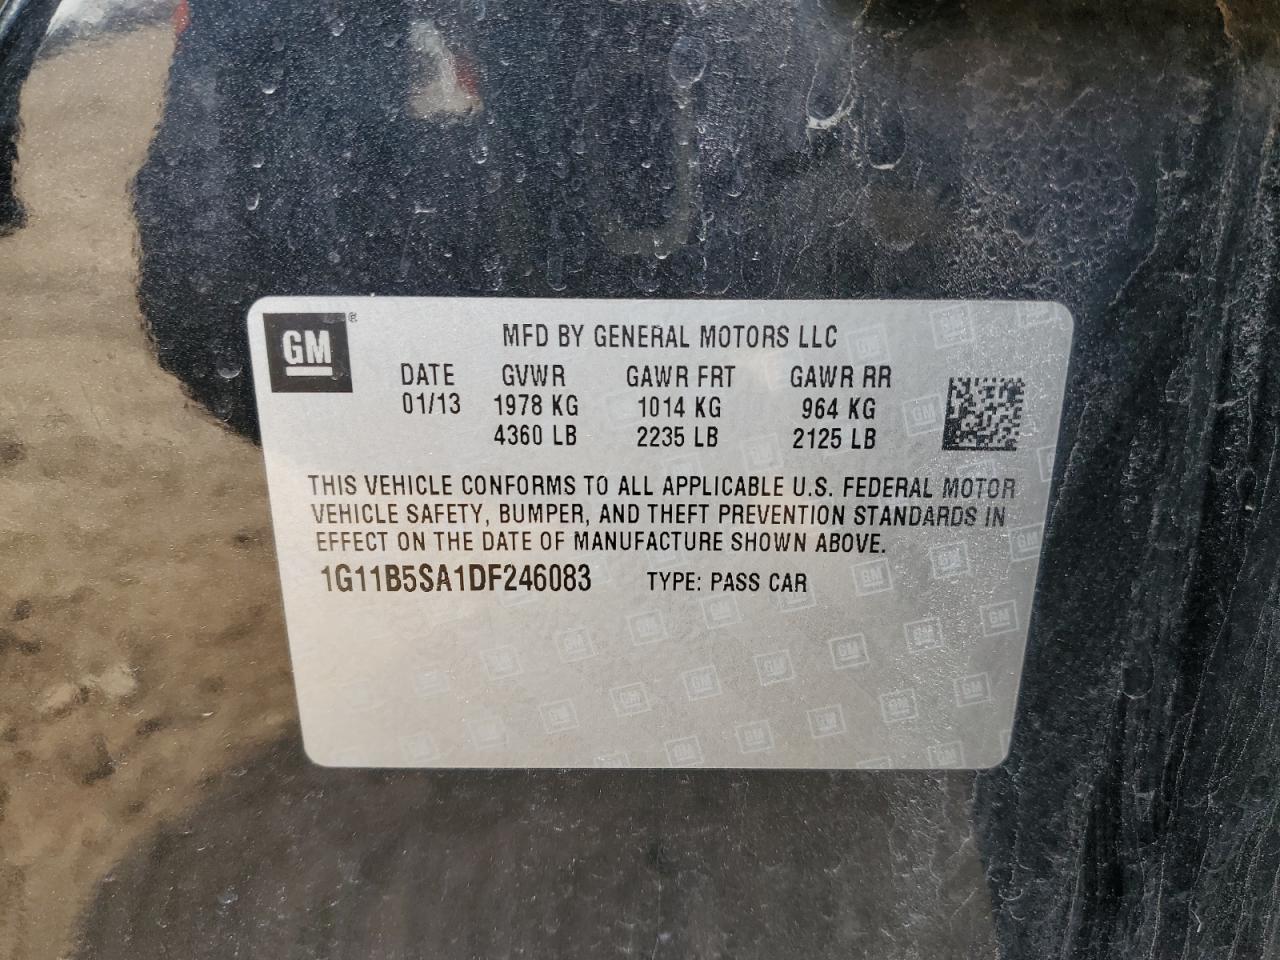 GM®
MFD BY GENERAL MOTORS LLC
DATE GVWR GAWR FRT GAWR RR
01/13 1978 KG 1014 KG 964 KG
4360 LB 2235 LB 2125 LB
THIS VEHICLE CONFORMS TO ALL APPLICABLE U.S. FEDERAL MOTOR
VEHICLE SAFETY, BUMPER, AND THEFT PREVENTION STANDARDS IN
EFFECT ON THE DATE OF MANUFACTURE SHOWN ABOVE.
1G11B5SA1DF246083 TYPE: PASS CAR